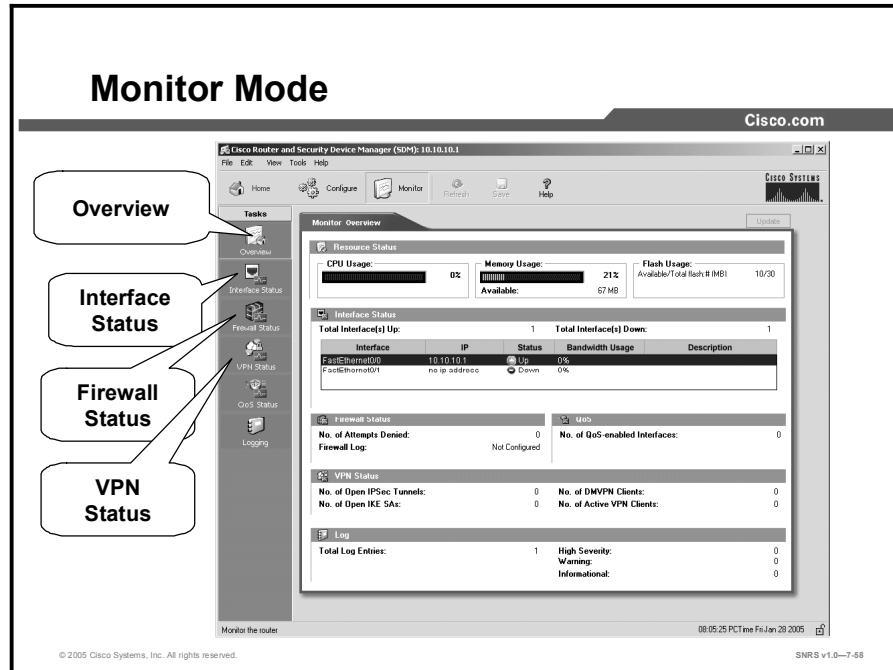 Monitor Mode
Cisco.com
Cisco Router and Security Device Manager (SDM): 10.10.10.1
File Edit View Tools Help
Home Configure Monitor Refresh Save Help
CISCO SYSTEMS
Overview
Interface Status
Firewall Status
VPN Status
Tasks
Overview
Interface Status
Firewall Status
VPN Status
QoS Status
Logging
Monitor Overview
Update
Resource Status
CPU Usage: 0%
Memory Usage: 21%
Available: 67 MB
Flash Usage:
Available/Total flash:# (MB) 10/30
Interface Status
Total Interface(s) Up: 1 Total Interface(s) Down: 1
Interface IP Status Bandwidth Usage Description
FastEthernet0/0 10.10.10.1 Up 0%
FastEthernet0/1 no ip address Down 0%
Firewall Status
No. of Attempts Denied: 0
Firewall Log: Not Configured
QoS
No. of QoS-enabled Interfaces: 0
VPN Status
No. of Open IPSec Tunnels: 0 No. of DMVPN Clients: 0
No. of Open IKE SAs: 0 No. of Active VPN Clients: 0
Log
Total Log Entries: 1 High Severity: 0
Warning: 0
Informational: 0
Monitor the router
08:05:25 PCTime Fri Jan 28 2005
© 2005 Cisco Systems, Inc. All rights reserved.
SNRS v1.0—7-58